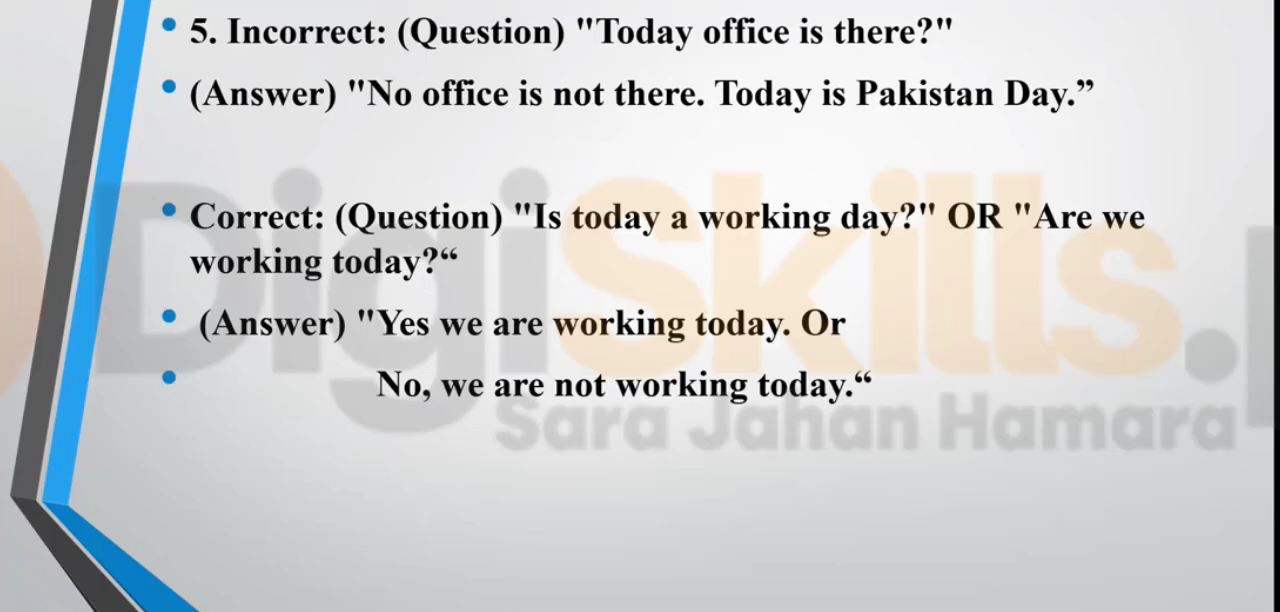 • 5. Incorrect: (Question) "Today office is there?"
• (Answer) "No office is not there. Today is Pakistan Day.”
• Correct: (Question) "Is today a working day?" OR "Are we
working today?“
• (Answer) "Yes we are working today. Or
• No, we are not working today.“
DigiSkills.
Sara Jahan Hamara